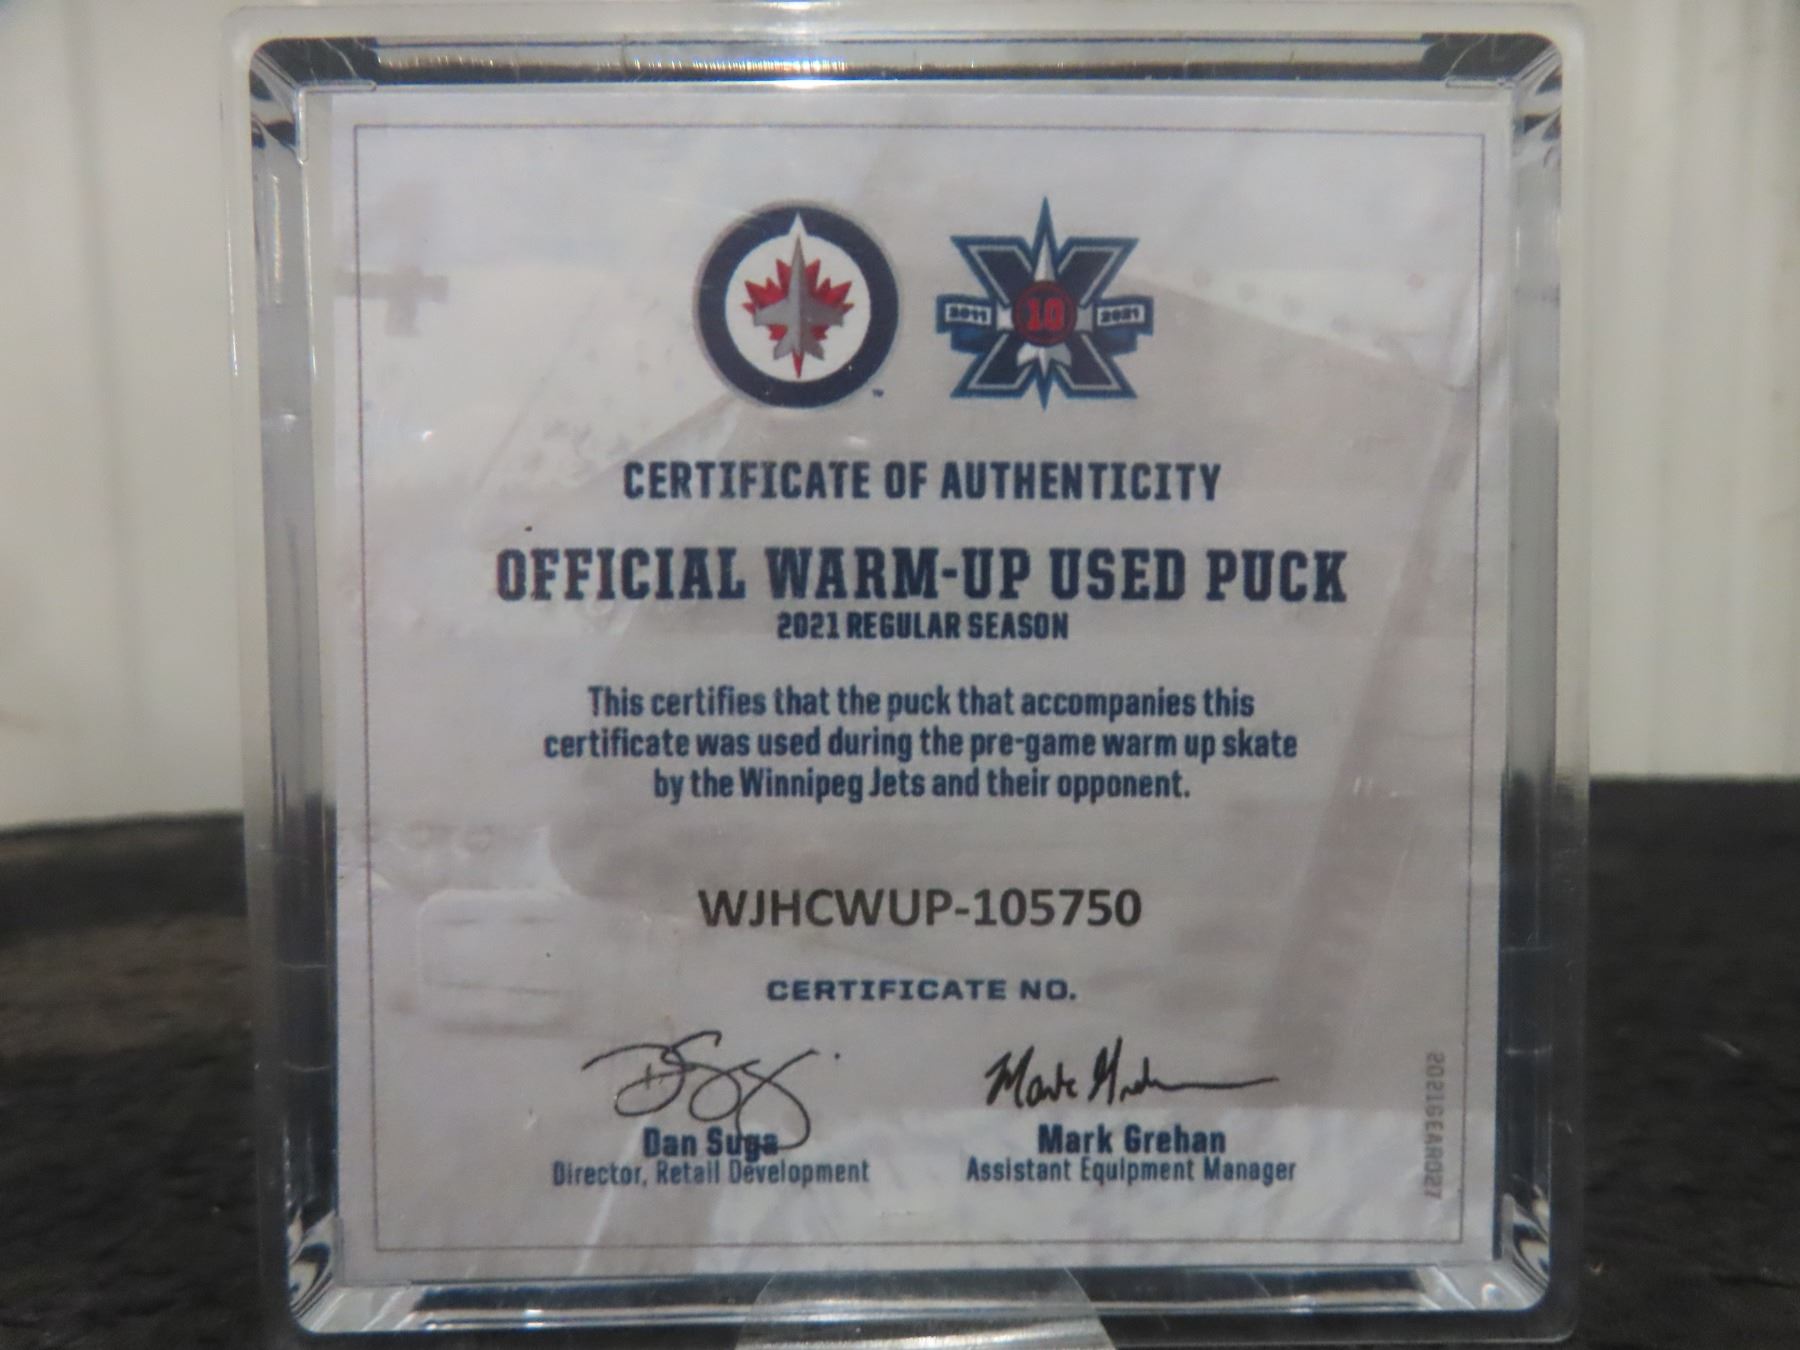 2011 10 2021
™
CERTIFICATE OF AUTHENTICITY
OFFICIAL WARM-UP USED PUCK
2021 REGULAR SEASON
This certifies that the puck that accompanies this
certificate was used during the pre-game warm up skate
by the Winnipeg Jets and their opponent.
WJHCWUP-105750
CERTIFICATE NO.
Dan Suga
Director, Retail Development
Mark Grehan
Assistant Equipment Manager